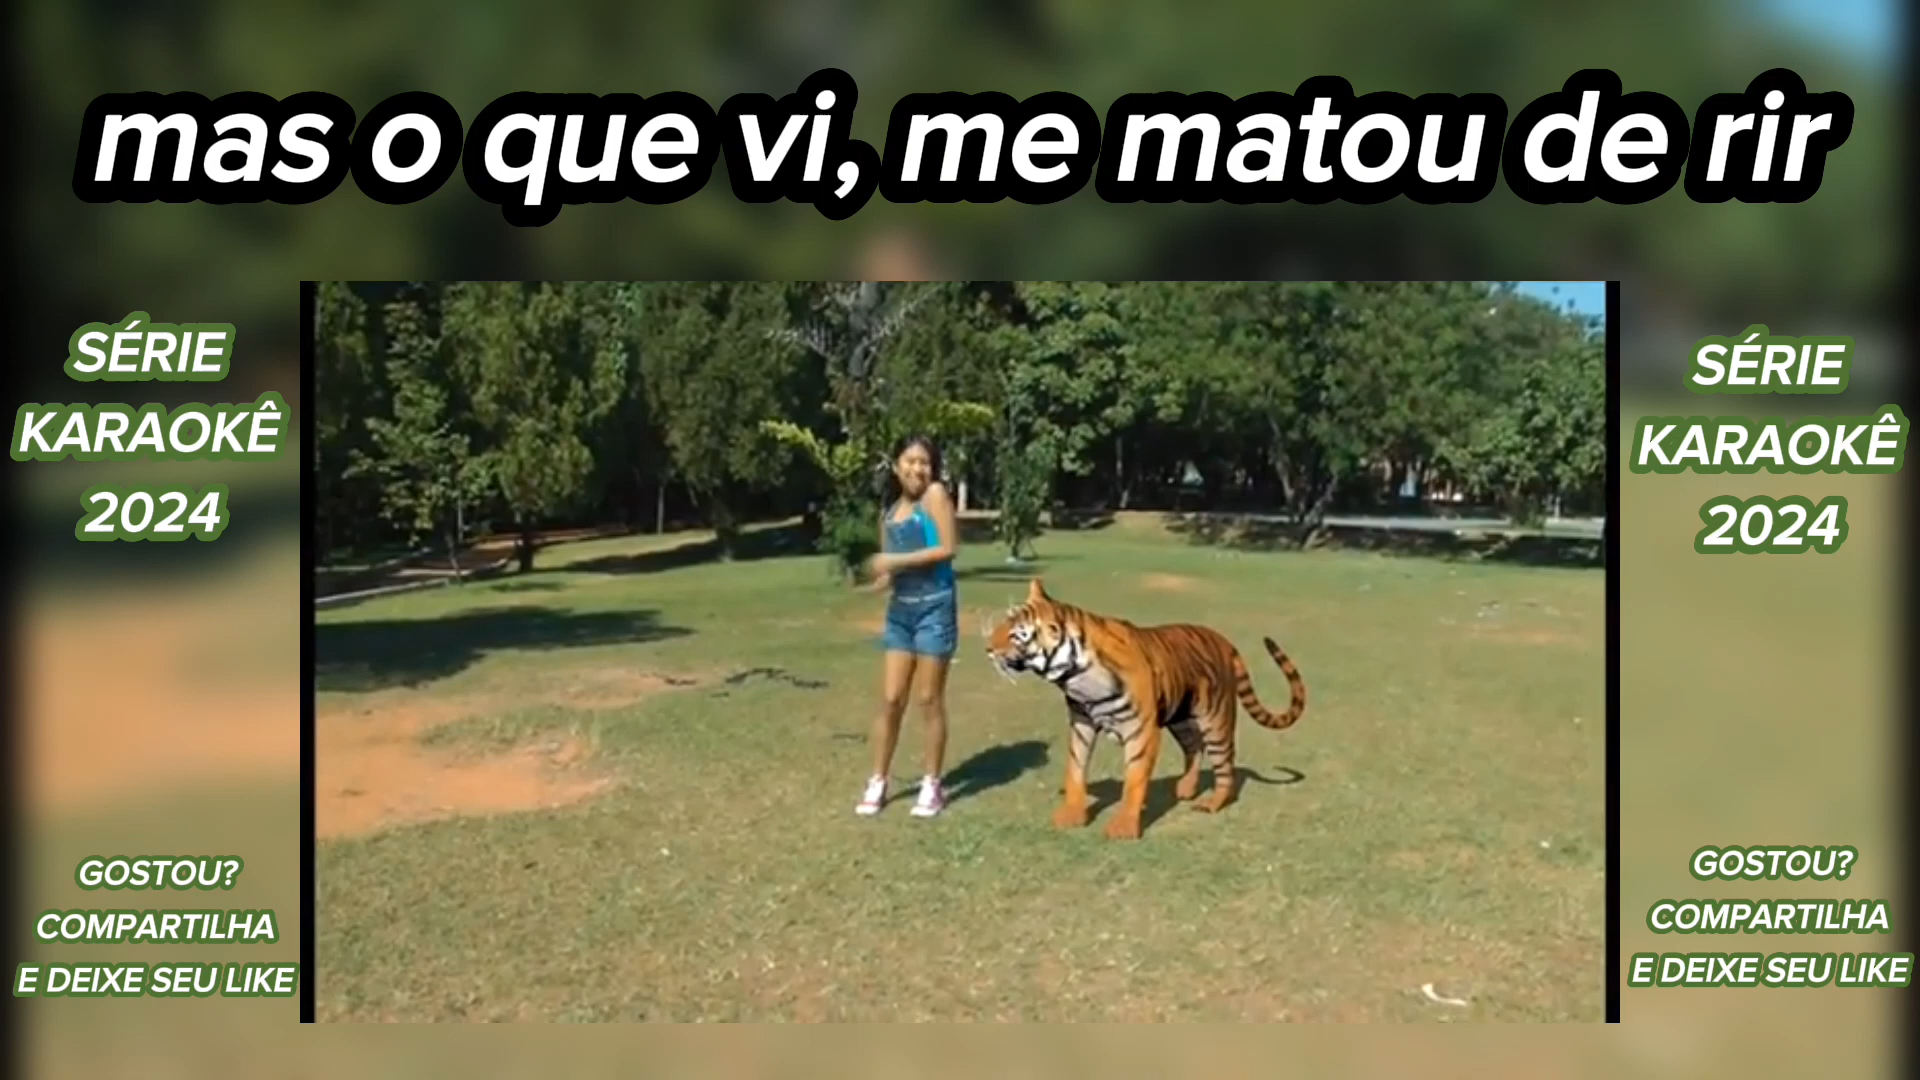 mas o que vi, me matou de rir
SÉRIE
KARAOKÊ
2024
SÉRIE
KARAOKÊ
2024
GOSTOU?
COMPARTILHA
E DEIXE SEU LIKE
GOSTOU?
COMPARTILHA
E DEIXE SEU LIKE